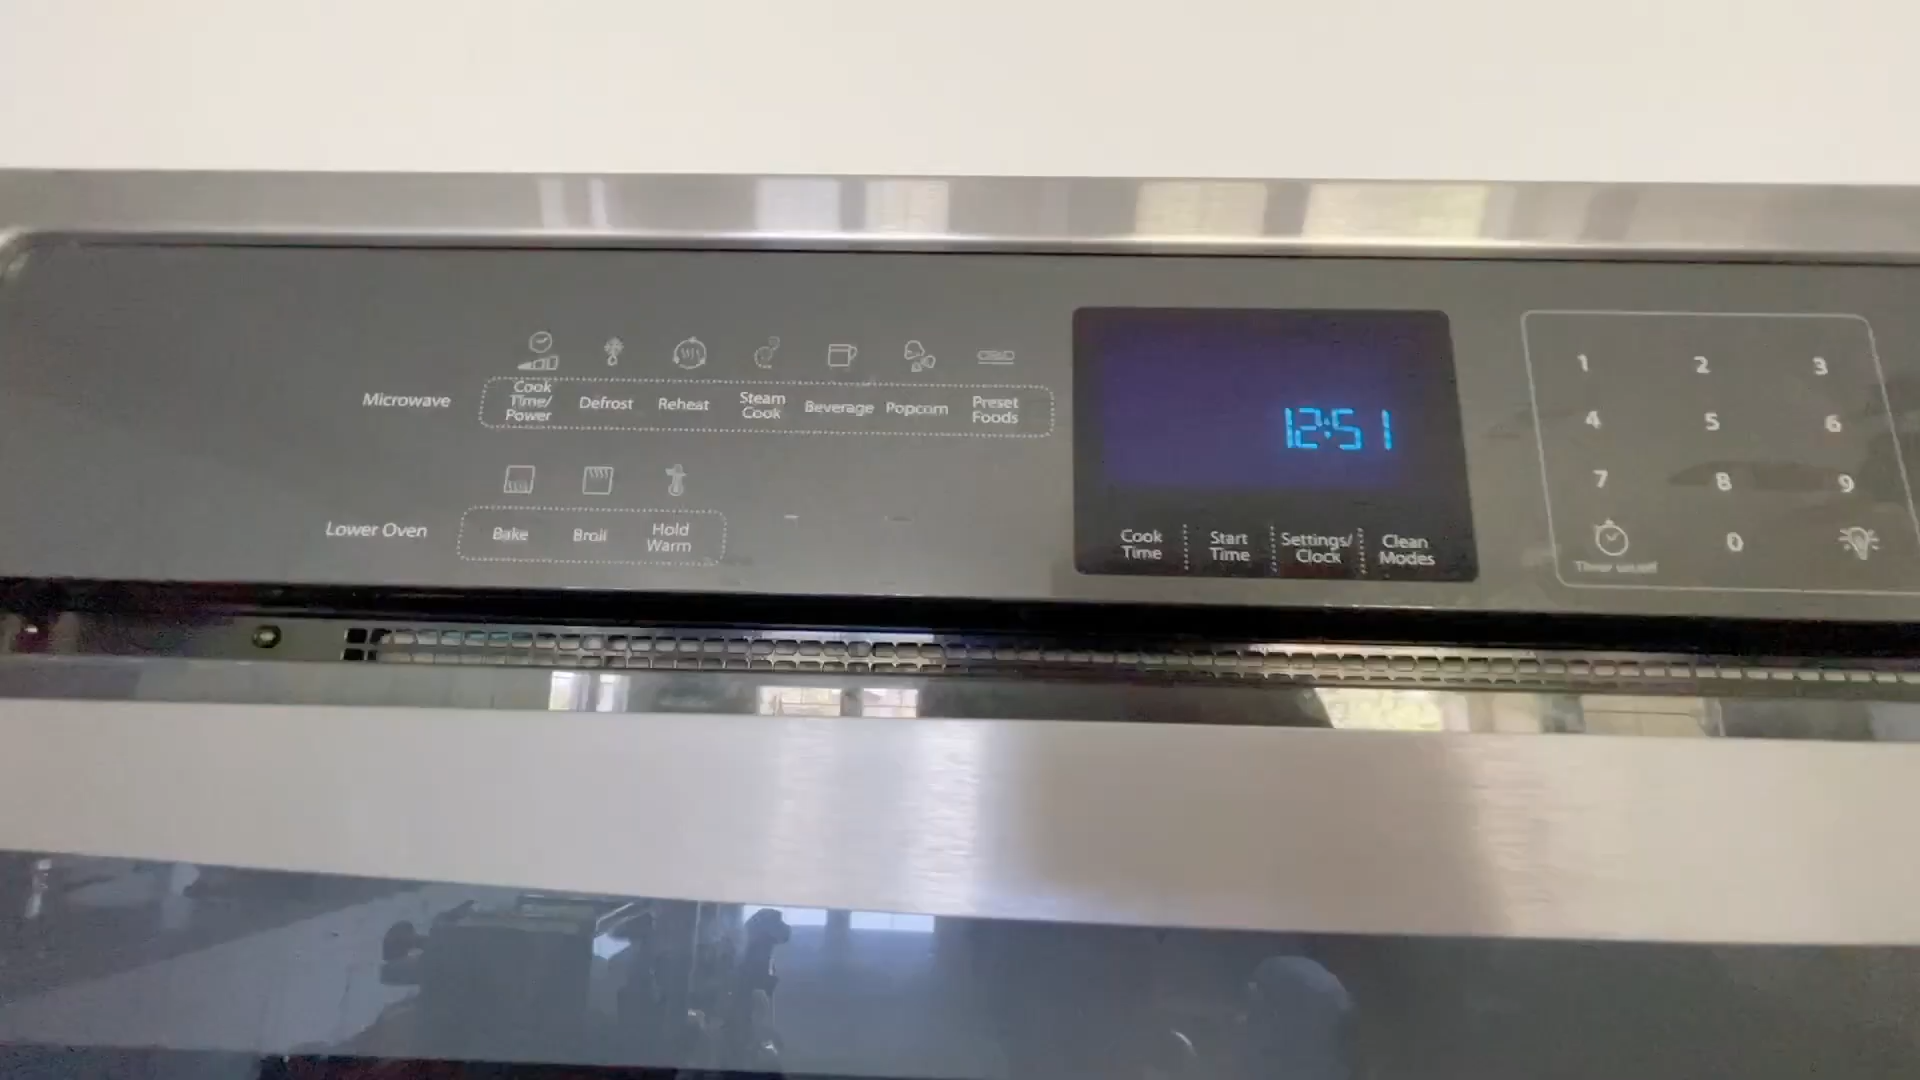 Microwave
Cook Time/ Power
Defrost
Reheat
Steam Cook
Beverage
Popcorn
Preset Foods
Lower Oven
Bake
Broil
Hold Warm
12:51
Cook Time
Start Time
Settings/ Clock
Clean Modes
1 2 3
4 5 6
7 8 9
0
Timer